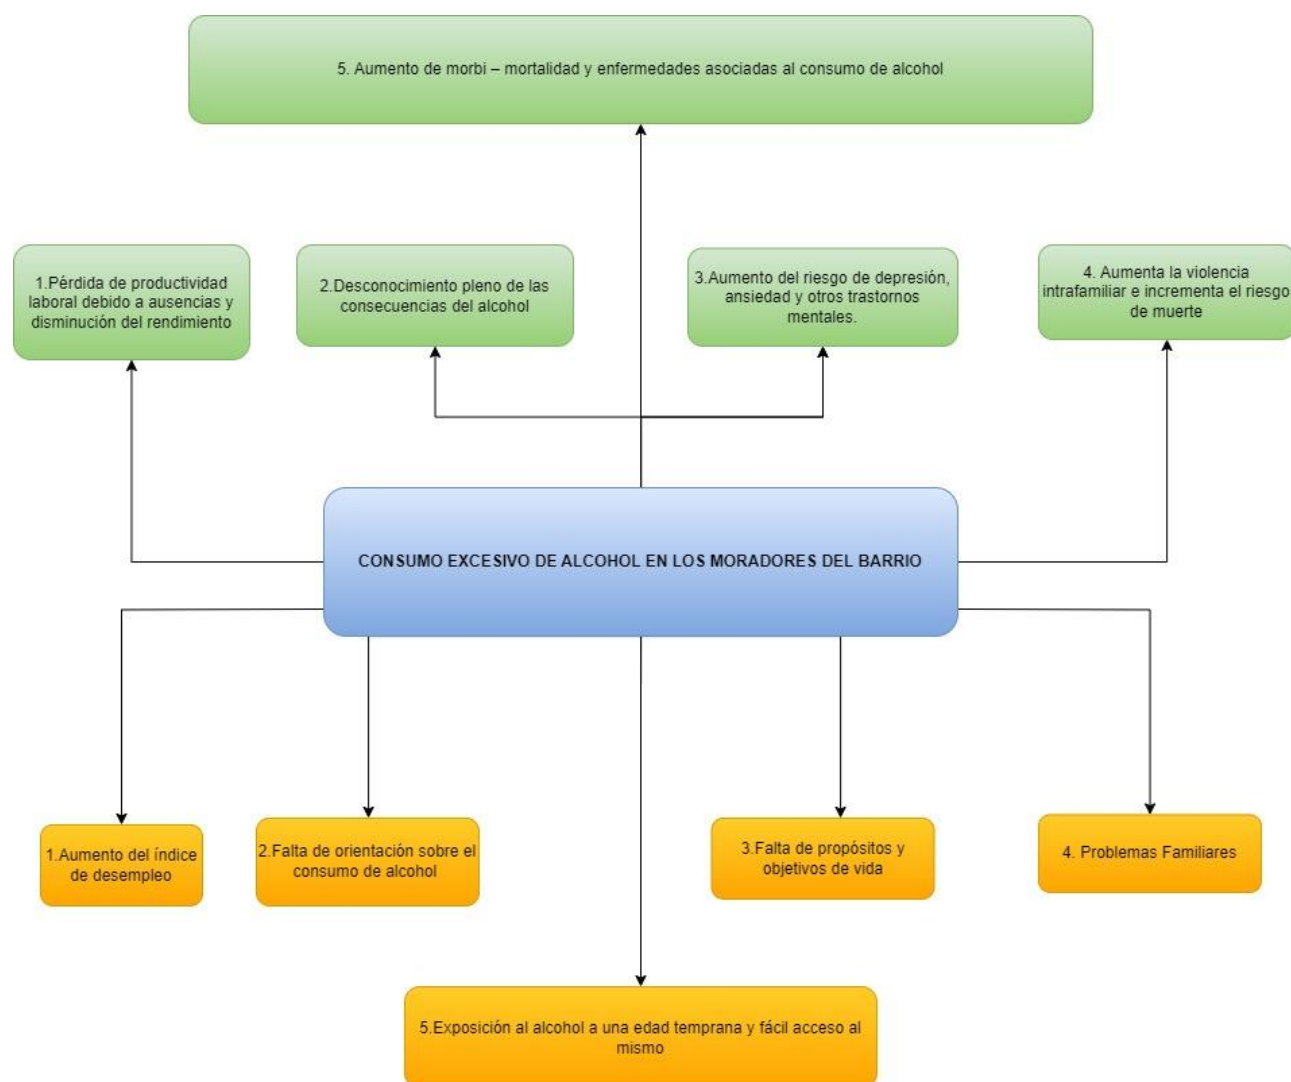 5. Aumento de morbi – mortalidad y enfermedades asociadas al consumo de alcohol
1.Pérdida de productividad
laboral debido a ausencias y
disminución del rendimiento
2.Desconocimiento pleno de las
consecuencias del alcohol
3.Aumento del riesgo de depresión,
ansiedad y otros trastornos
mentales.
4. Aumenta la violencia
intrafamiliar e incrementa el riesgo
de muerte
CONSUMO EXCESIVO DE ALCOHOL EN LOS MORADORES DEL BARRIO
1.Aumento del índice
de desempleo
2.Falta de orientación sobre el
consumo de alcohol
3.Falta de propósitos y
objetivos de vida
4. Problemas Familiares
5.Exposición al alcohol a una edad temprana y fácil acceso al
mismo